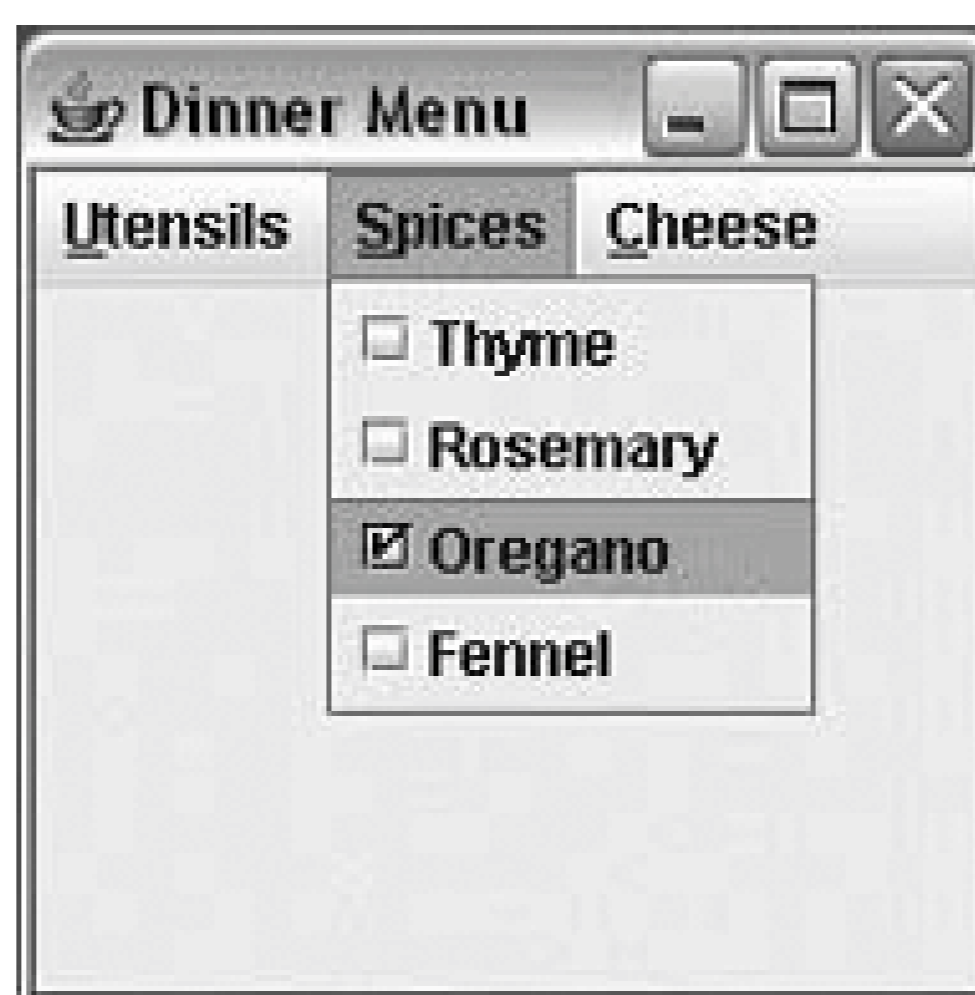 Dinner Menu
Utensils Spices Cheese
Thyme
Rosemary
Oregano
Fennel